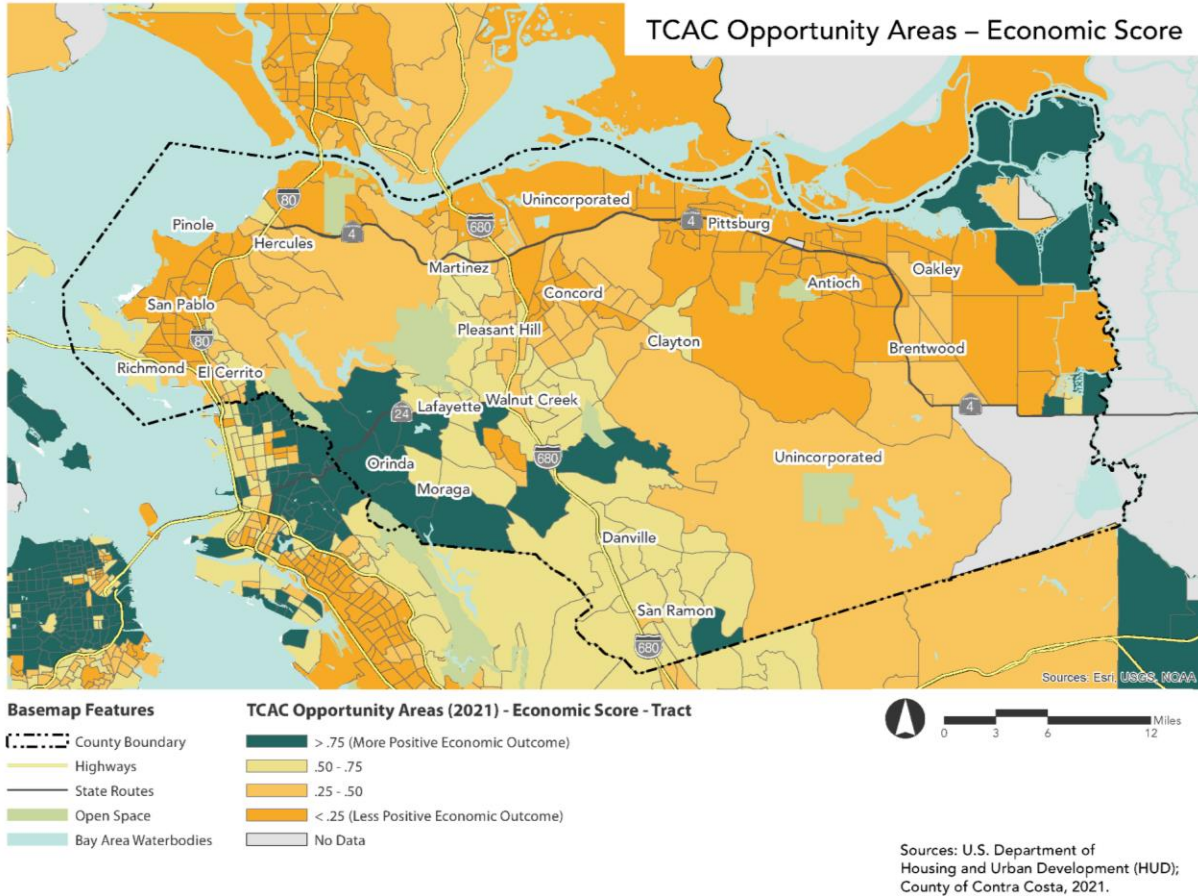 TCAC Opportunity Areas – Economic Score
80
Pinole
Hercules
4
680
Unincorporated
4
Pittsburg
Martinez
Concord
Antioch
Oakley
San Pablo
80
Pleasant Hill
Clayton
Brentwood
Richmond
El Cerrito
24
Lafayette
Walnut Creek
4
Orinda
680
Unincorporated
Moraga
Danville
San Ramon
680
Sources: Esri, USGS, NOAA
Basemap Features
County Boundary
Highways
State Routes
Open Space
Bay Area Waterbodies
TCAC Opportunity Areas (2021) - Economic Score - Tract
> .75 (More Positive Economic Outcome)
.50 - .75
.25 - .50
< .25 (Less Positive Economic Outcome)
No Data
Miles
0 3 6 12
Sources: U.S. Department of
Housing and Urban Development (HUD);
County of Contra Costa, 2021.